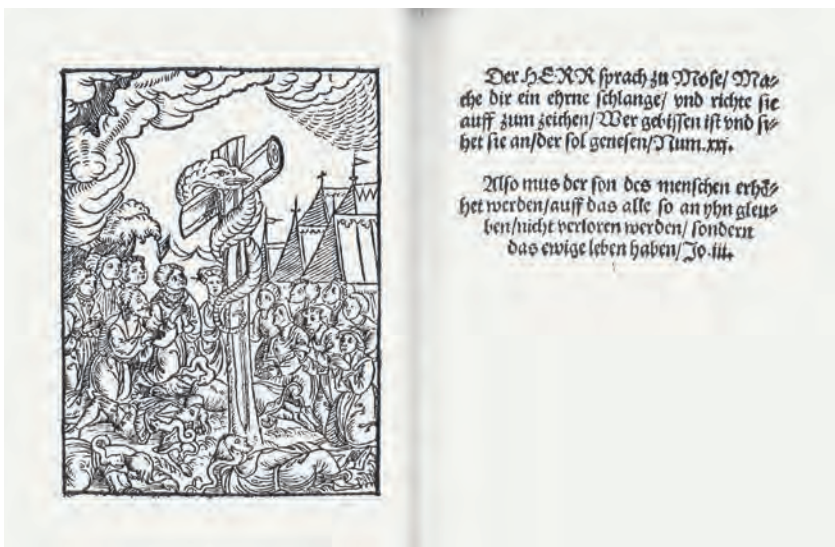 Der HERR sprach zu Mose/ Ma⸗
che dir ein ehrne schlange/ vnd richte sie
auff zum zeichen/ Wer gebissen ist vnd si⸗
het sie an/der sol genesen/ Num. xxj.
Also mus der son des menschen erhö⸗
het werden/auff das alle so an yhn gleu⸗
ben/nicht verloren werden/ sondern
das ewige leben haben/ Jo. iij.